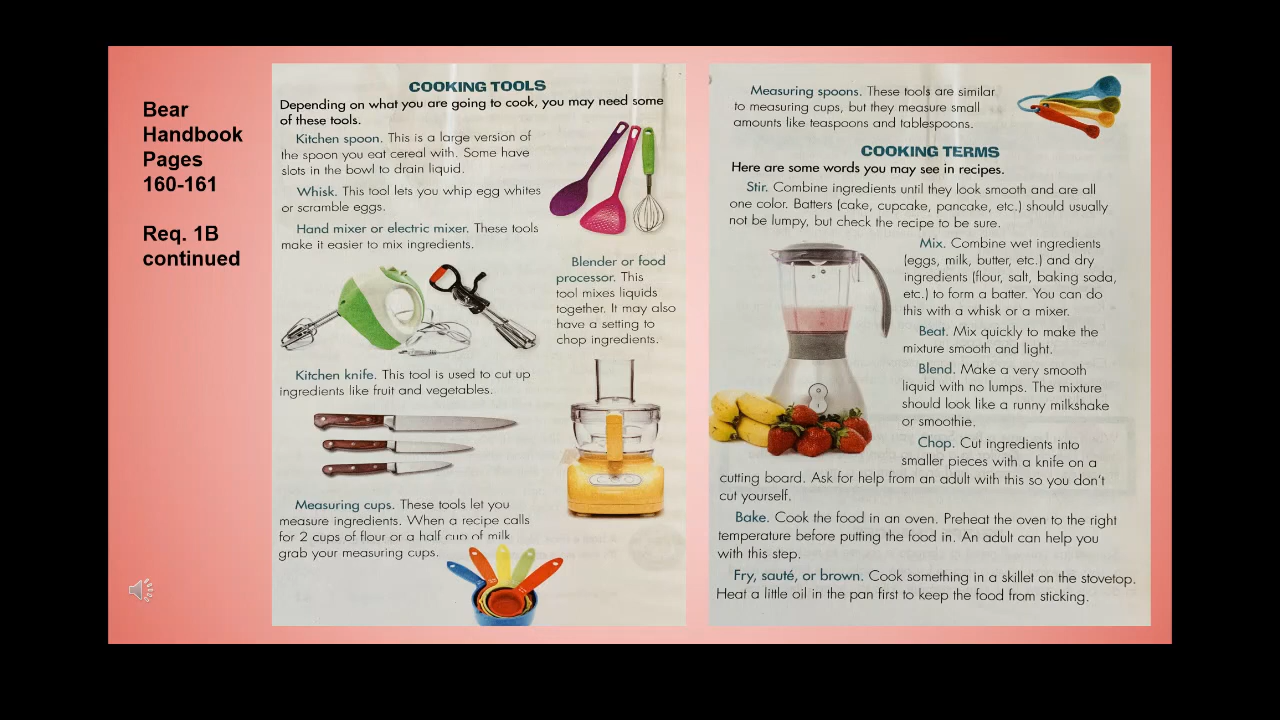 Bear
Handbook
Pages
160-161
Req. 1B
continued
COOKING TOOLS
Depending on what you are going to cook, you may need some
of these tools.
Kitchen spoon. This is a large version of
the spoon you eat cereal with. Some have
slots in the bowl to drain liquid.
Whisk. This tool lets you whip egg whites
or scramble eggs.
Hand mixer or electric mixer. These tools
make it easier to mix ingredients.
Blender or food
processor. This
tool mixes liquids
together. It may also
have a setting to
chop ingredients.
Kitchen knife. This tool is used to cut up
ingredients like fruit and vegetables.
Measuring cups. These tools let you
measure ingredients. When a recipe calls
for 2 cups of flour or a half cup of milk
grab your measuring cups.
Measuring spoons. These tools are similar
to measuring cups, but they measure small
amounts like teaspoons and tablespoons.
COOKING TERMS
Here are some words you may see in recipes.
Stir. Combine ingredients until they look smooth and are all
one color. Batters (cake, cupcake, pancake, etc.) should usually
not be lumpy, but check the recipe to be sure.
Mix. Combine wet ingredients
(eggs, milk, butter, etc.) and dry
ingredients (flour, salt, baking soda,
etc.) to form a batter. You can do
this with a whisk or a mixer.
Beat. Mix quickly to make the
mixture smooth and light.
Blend. Make a very smooth
liquid with no lumps. The mixture
should look like a runny milkshake
or smoothie.
Chop. Cut ingredients into
smaller pieces with a knife on a
cutting board. Ask for help from an adult with this so you don't
cut yourself.
Bake. Cook the food in an oven. Preheat the oven to the right
temperature before putting the food in. An adult can help you
with this step.
Fry, sauté, or brown. Cook something in a skillet on the stovetop.
Heat a little oil in the pan first to keep the food from sticking.